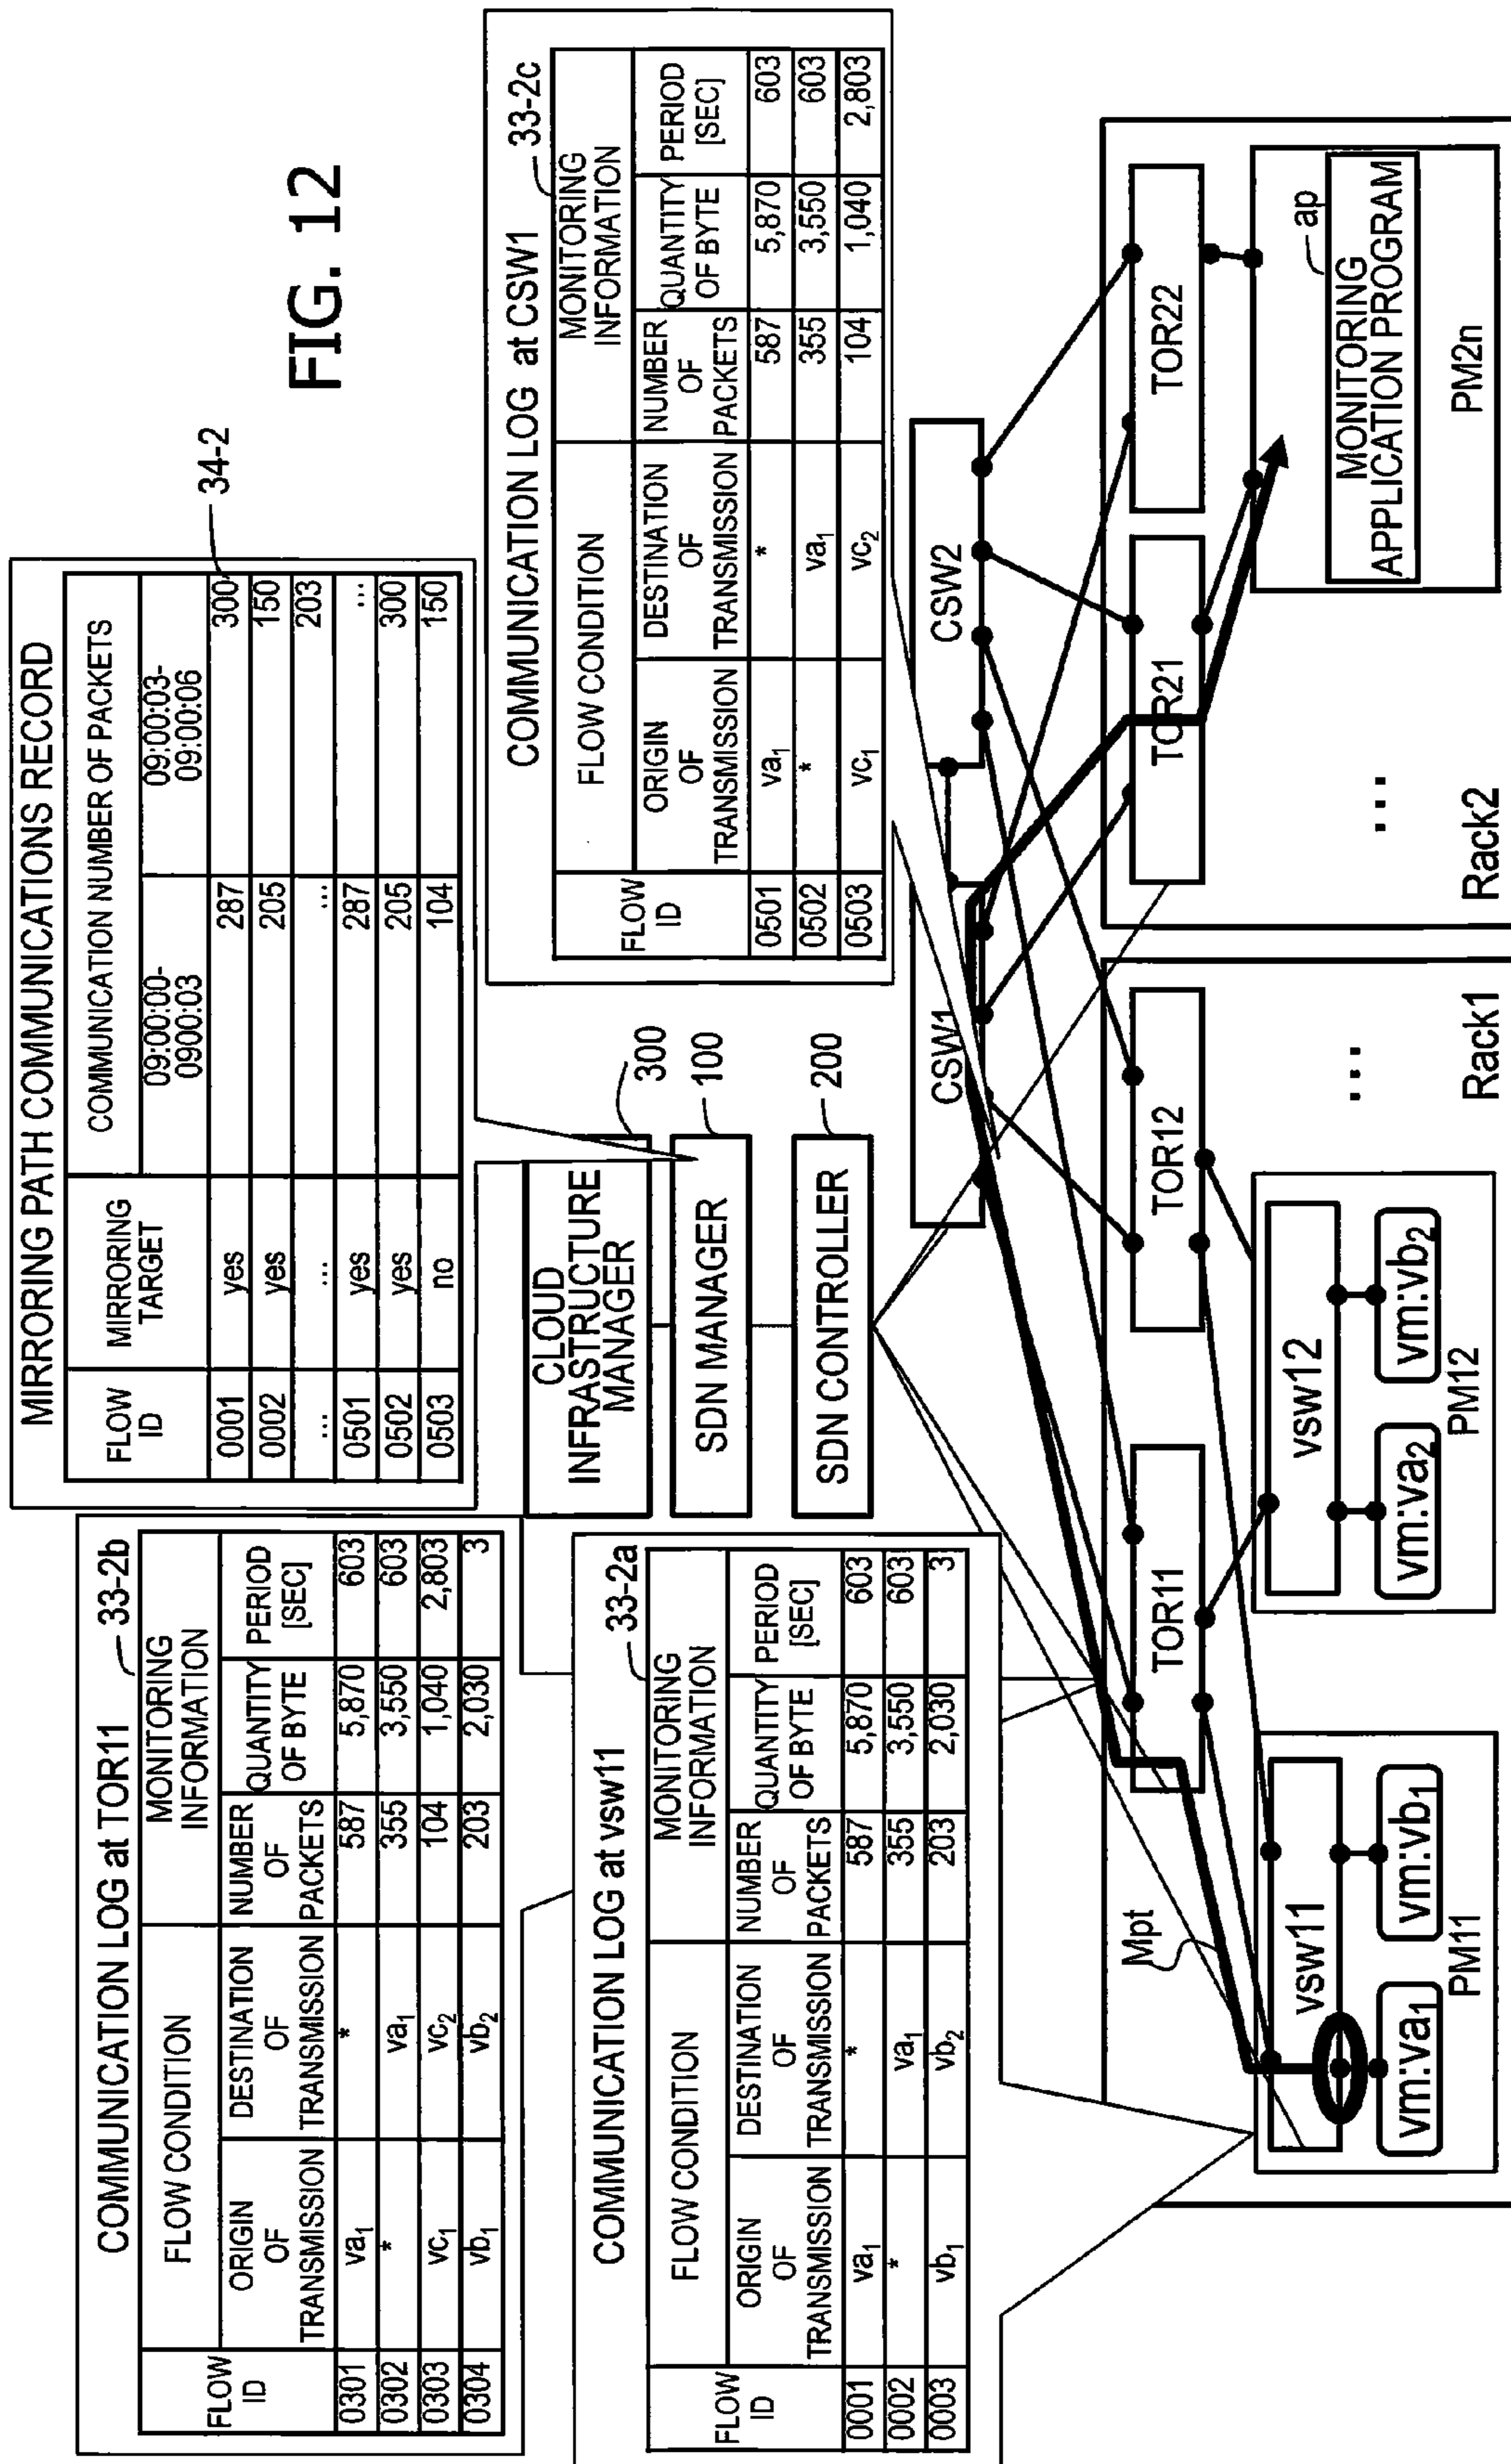 FIG. 12
COMMUNICATION LOG at TOR11
33-2b
FLOW ID
FLOW CONDITION
MONITORING INFORMATION
ORIGIN OF TRANSMISSION
DESTINATION OF TRANSMISSION
NUMBER OF PACKETS
QUANTITY OF BYTE
PERIOD [SEC]
0301 va1 * 587 5,870 603
0302 * va1 355 3,550 603
0303 vc1 vc2 104 1,040 2,803
0304 vb1 vb2 203 2,030 3
COMMUNICATION LOG at vsw11
33-2a
FLOW ID
FLOW CONDITION
MONITORING INFORMATION
ORIGIN OF TRANSMISSION
DESTINATION OF TRANSMISSION
NUMBER OF PACKETS
QUANTITY OF BYTE
PERIOD [SEC]
0001 va1 * 587 5,870 603
0002 * va1 355 3,550 603
0003 vb1 vb2 203 2,030 3
MIRRORING PATH COMMUNICATIONS RECORD
34-2
FLOW ID
MIRRORING TARGET
COMMUNICATION NUMBER OF PACKETS
09:00:00-
0900:03
09:00:03-
09:00:06
0001 yes 287 300
0002 yes 205 150
... ... ... 203
0501 yes 287 ...
0502 yes 205 300
0503 no 104 150
COMMUNICATION LOG at CSW1
33-2c
FLOW ID
FLOW CONDITION
MONITORING INFORMATION
ORIGIN OF TRANSMISSION
DESTINATION OF TRANSMISSION
NUMBER OF PACKETS
QUANTITY OF BYTE
PERIOD [SEC]
0501 va1 * 587 5,870 603
0502 * va1 355 3,550 603
0503 vc1 vc2 104 1,040 2,803
CLOUD
INFRASTRUCTURE
MANAGER
300
SDN MANAGER
100
SDN CONTROLLER
200
CSW1
CSW2
Mpt
TOR11
TOR12
TOR21
TOR22
vsw11
vm:va1
vm:vb1
PM11
vsw12
vm:va2
vm:vb2
PM12
...
Rack1
...
Rack2
ap
MONITORING
APPLICATION PROGRAM
PM2n